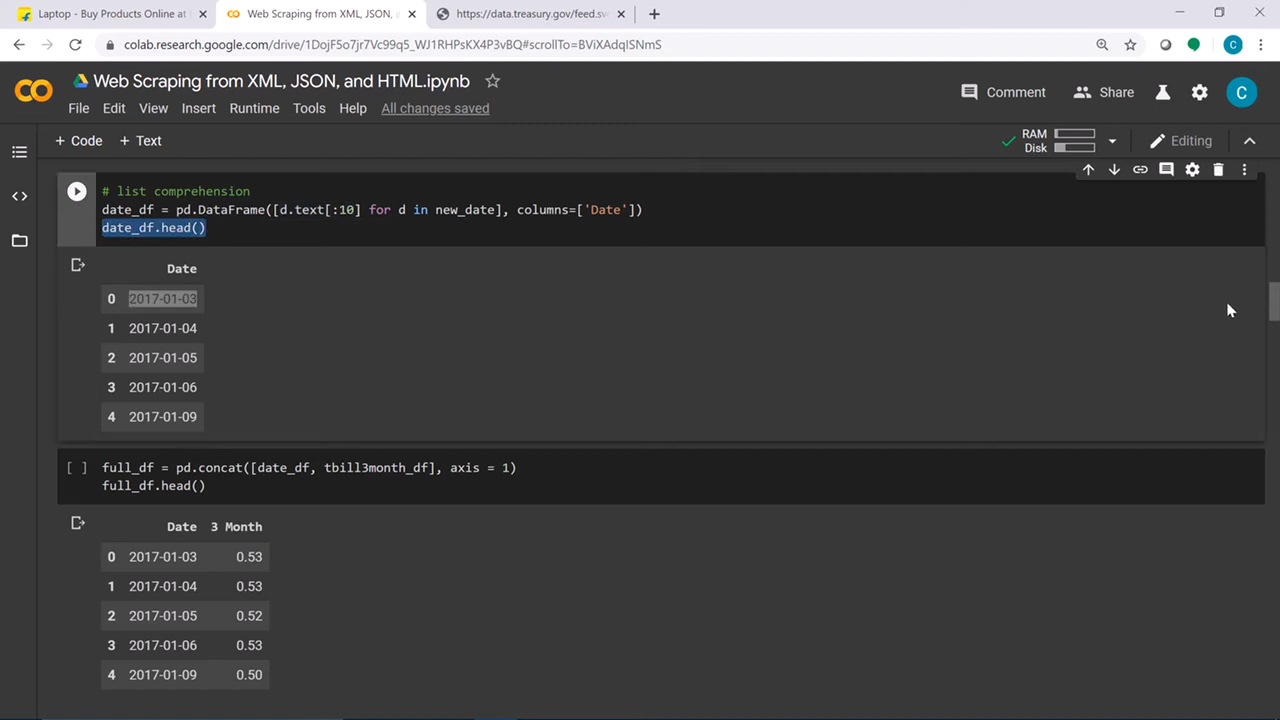 Laptop - Buy Products Online at
Web Scraping from XML, JSON,
https://data.treasury.gov/feed.sv
colab.research.google.com/drive/1DojF5o7jr7Vc99q5_WJ1RHPsKX4P3vBQ#scrollTo=BViXAdqISNmS
C
Web Scraping from XML, JSON, and HTML.ipynb
File Edit View Insert Runtime Tools Help All changes saved
Comment Share C
+ Code + Text
RAM
Disk
Editing
# list comprehension
date_df = pd.DataFrame([d.text[:10] for d in new_date], columns=['Date'])
date_df.head()
Date
0 2017-01-03
1 2017-01-04
2 2017-01-05
3 2017-01-06
4 2017-01-09
[ ] full_df = pd.concat([date_df, tbill3month_df], axis = 1)
full_df.head()
Date 3 Month
0 2017-01-03 0.53
1 2017-01-04 0.53
2 2017-01-05 0.52
3 2017-01-06 0.53
4 2017-01-09 0.50